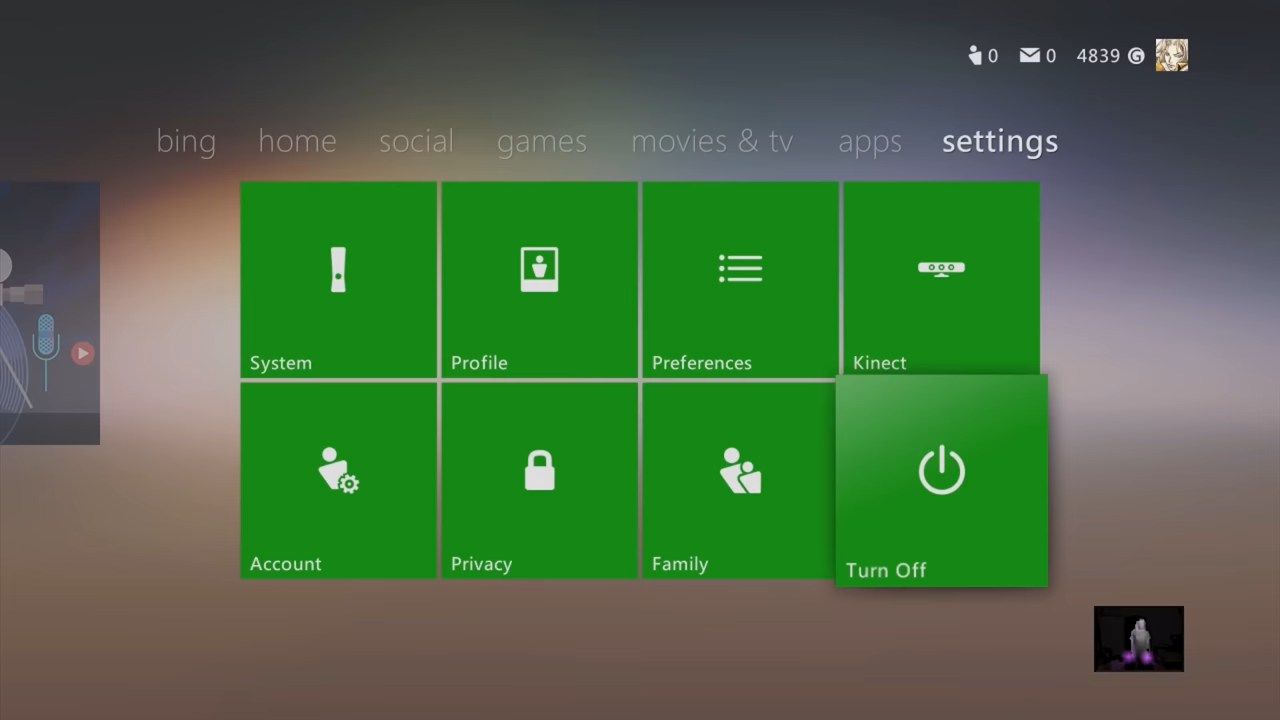 0 0 4839 G
bing home social games movies & tv apps settings
System Profile Preferences Kinect
Account Privacy Family Turn Off